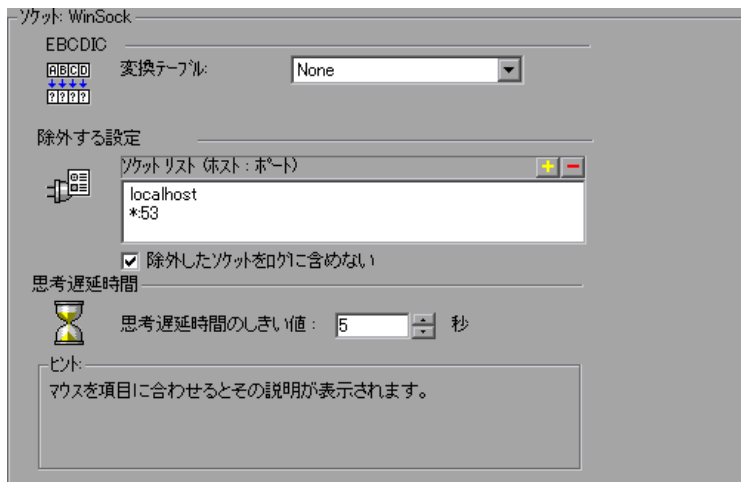 ソケット: WinSock
EBCDIC
ABCD
????
変換テーブル:
None
除外する設定
ソケット リスト (ホスト : ポート)
+ -
localhost
*:53
除外したソケットをログに含めない
思考遅延時間
思考遅延時間のしきい値 : 5 秒
ヒント:
マウスを項目に合わせるとその説明が表示されます。